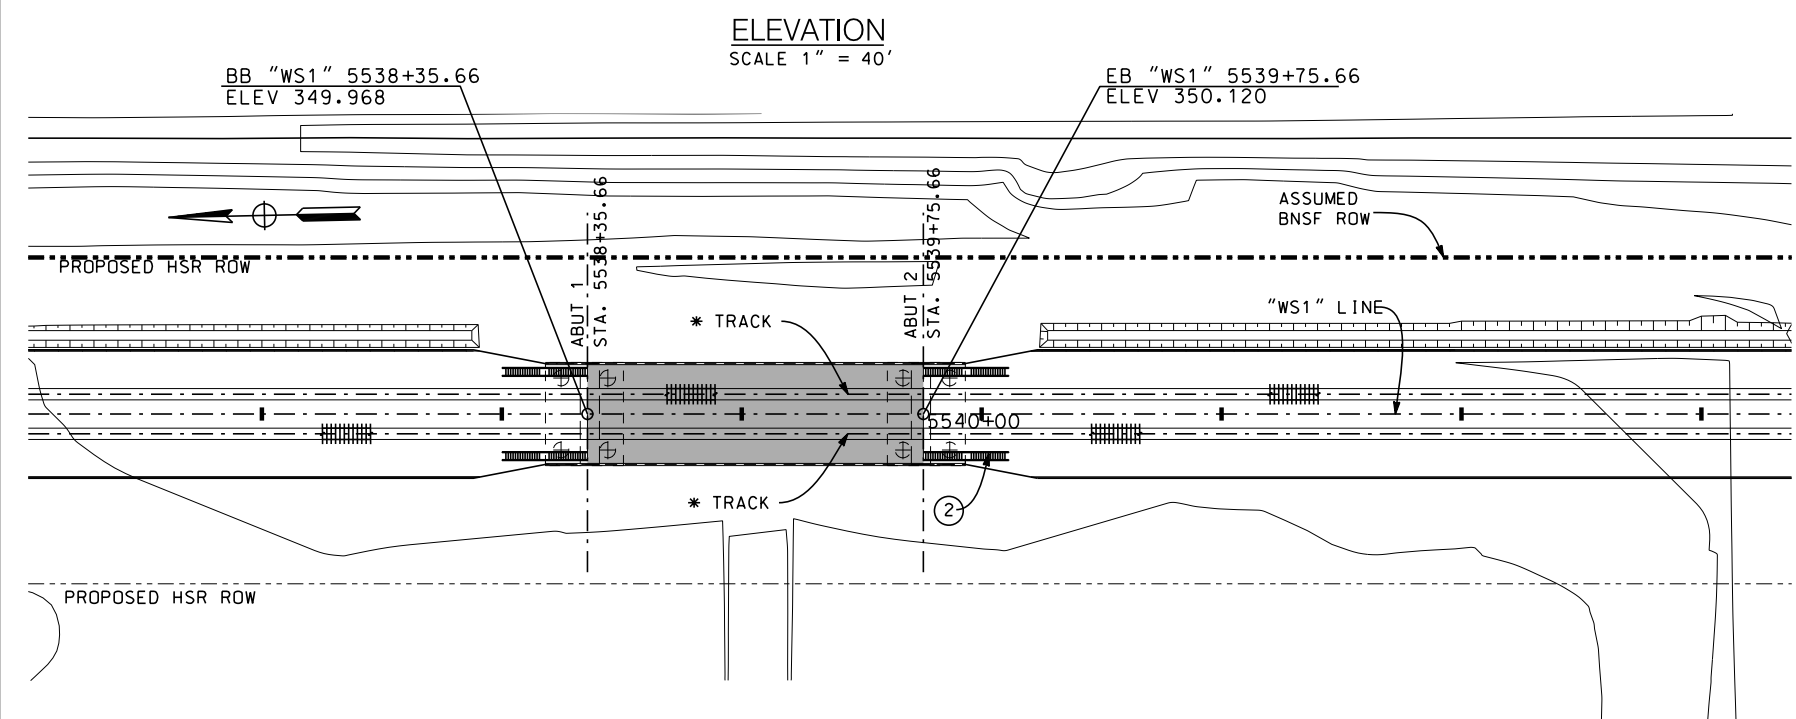 ELEVATION
SCALE 1" = 40'
BB "WS1" 5538+35.66
ELEV 349.968
EB "WS1" 5539+75.66
ELEV 350.120
ASSUMED
BNSF ROW
PROPOSED HSR ROW
ABUT 1
STA. 5538+35.66
ABUT 2
STA. 5539+75.66
"WS1" LINE
* TRACK
5540+00
* TRACK
2
PROPOSED HSR ROW